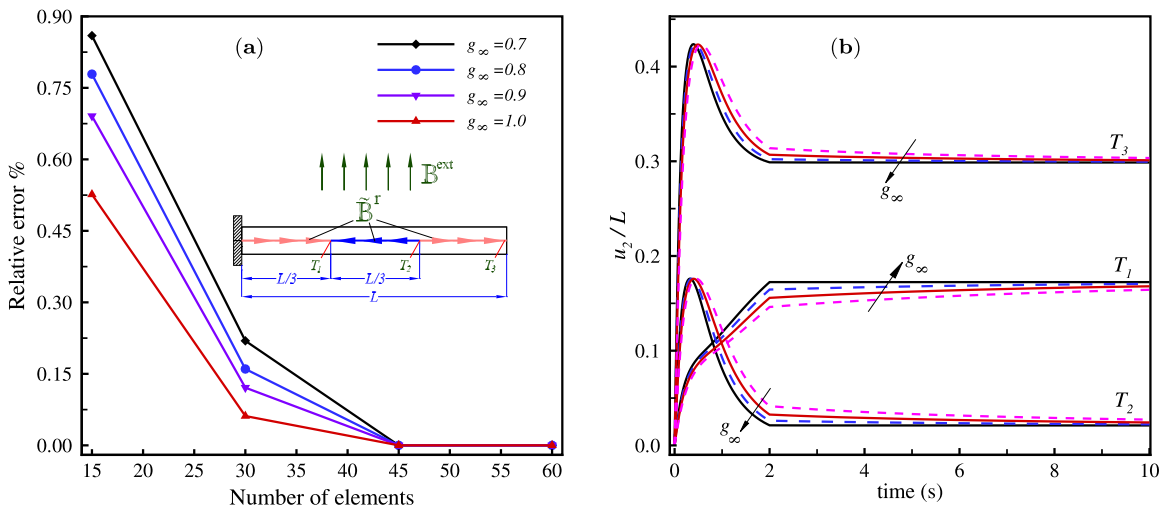 (a)
g∞ =0.7
g∞ =0.8
g∞ =0.9
g∞ =1.0
𝔹ext
𝔹̃r
T1 T2 T3
L/3 L/3
L
0.90
0.75
0.60
0.45
0.30
0.15
0.00
Relative error %
15 20 25 30 35 40 45 50 55 60
Number of elements
(b)
T3
g∞
g∞
T1
T2
g∞
0.4
0.3
0.2
0.1
0.0
u2 / L
0 2 4 6 8 10
time (s)